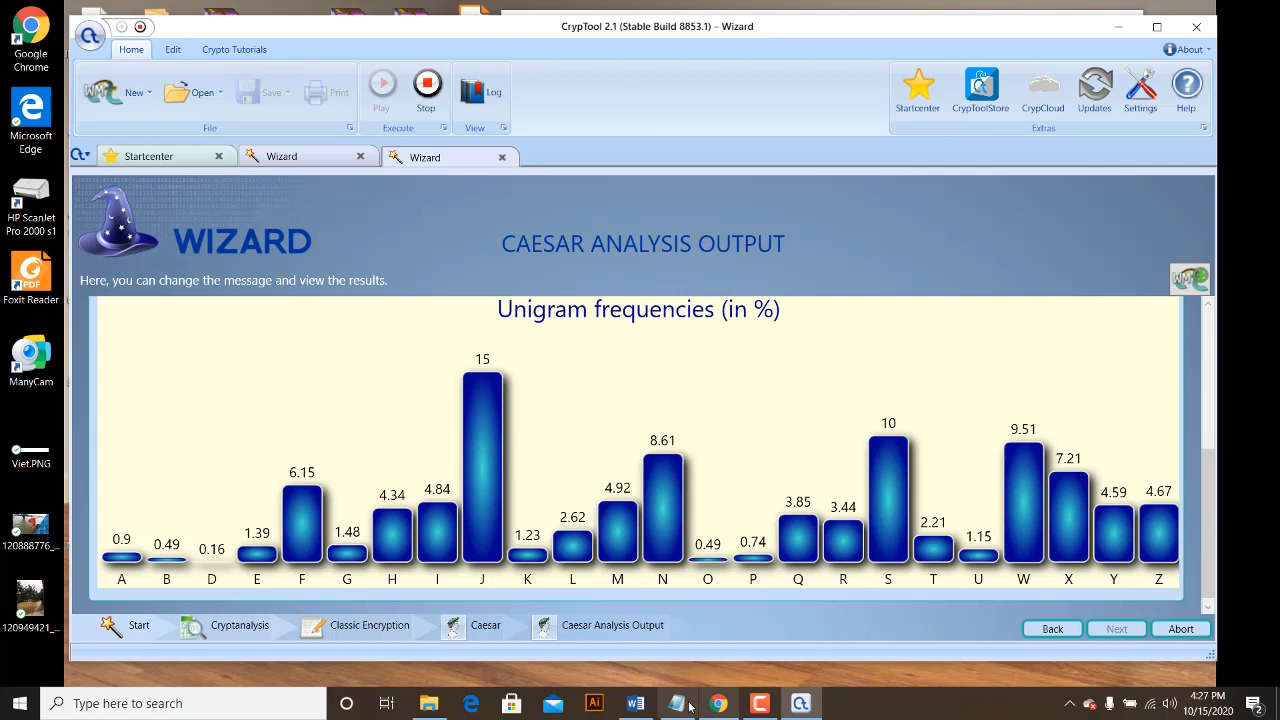 CrypTool 2.1 (Stable Build 8853.1) – Wizard
Home Edit Crypto Tutorials About
New Open Save Print Play Stop Log
Startcenter CrypToolStore CrypCloud Updates Settings Help
File Execute View Extras
Startcenter Wizard Wizard
WIZARD
CAESAR ANALYSIS OUTPUT
Here, you can change the message and view the results.
Unigram frequencies (in %)
0.9 0.49 0.16 1.39 6.15 1.48 4.34 4.84 15 1.23 2.62 4.92 8.61 0.49 0.74 3.85 3.44 10 2.21 1.15 9.51 7.21 4.59 4.67
A B D E F G H I J K L M N O P Q R S T U W X Y Z
Start Cryptanalysis Classic Encryption Caesar Caesar Analysis Output
Back Next Abort
Google
Chrome
Microsoft
Edge
HP ScanJet
Pro 2000 s1
PDF
Foxit Reader
ManyCam
Viet.PNG
120888776_...
120949421_...
Type here to search
Ai
4:27 PM
10/15/2020
2